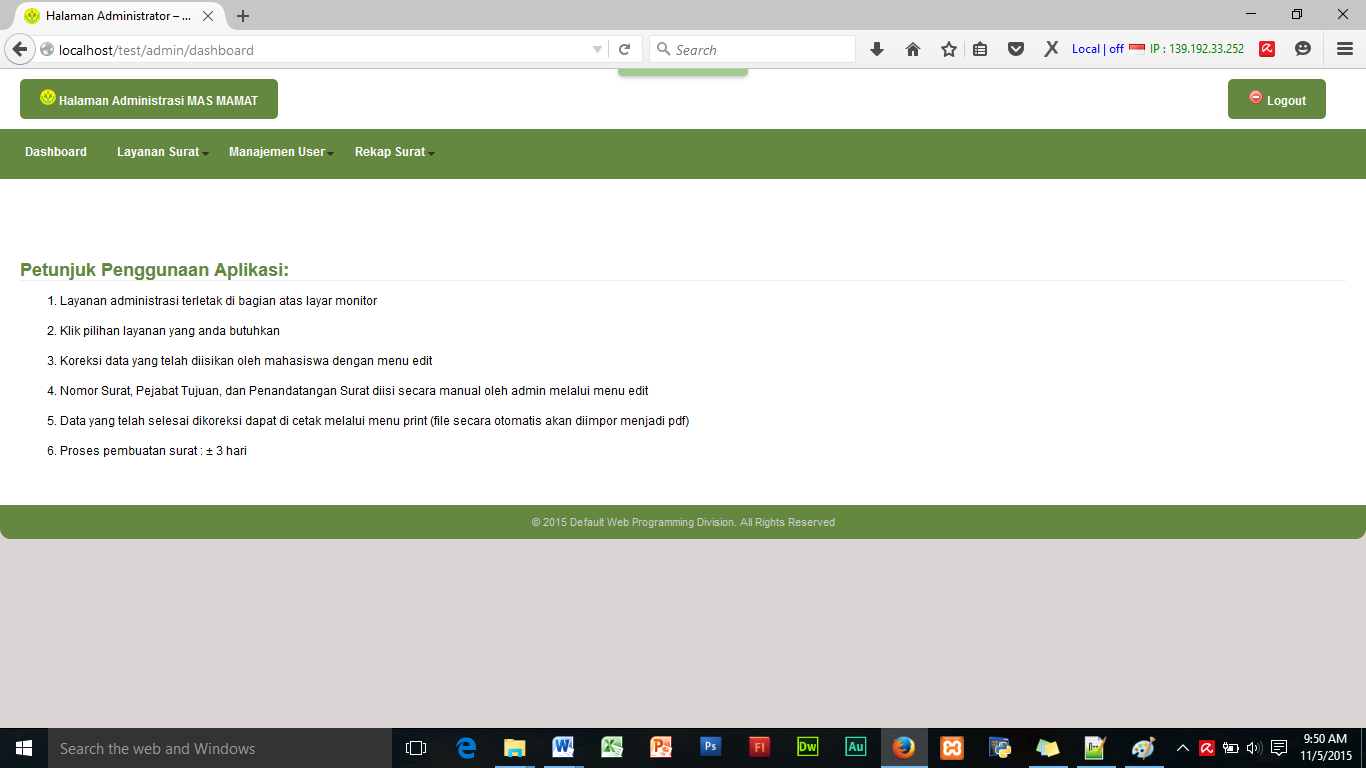 Halaman Administrator – ...
localhost/test/admin/dashboard
Search
Local | off
IP : 139.192.33.252
Halaman Administrasi MAS MAMAT
Logout
Dashboard Layanan Surat Manajemen User Rekap Surat
Petunjuk Penggunaan Aplikasi:
1. Layanan administrasi terletak di bagian atas layar monitor
2. Klik pilihan layanan yang anda butuhkan
3. Koreksi data yang telah diisikan oleh mahasiswa dengan menu edit
4. Nomor Surat, Pejabat Tujuan, dan Penandatangan Surat diisi secara manual oleh admin melalui menu edit
5. Data yang telah selesai dikoreksi dapat di cetak melalui menu print (file secara otomatis akan diimpor menjadi pdf)
6. Proses pembuatan surat : ± 3 hari
© 2015 Default Web Programming Division. All Rights Reserved
Search the web and Windows
Ps
Fl
Dw
Au
9:50 AM
11/5/2015